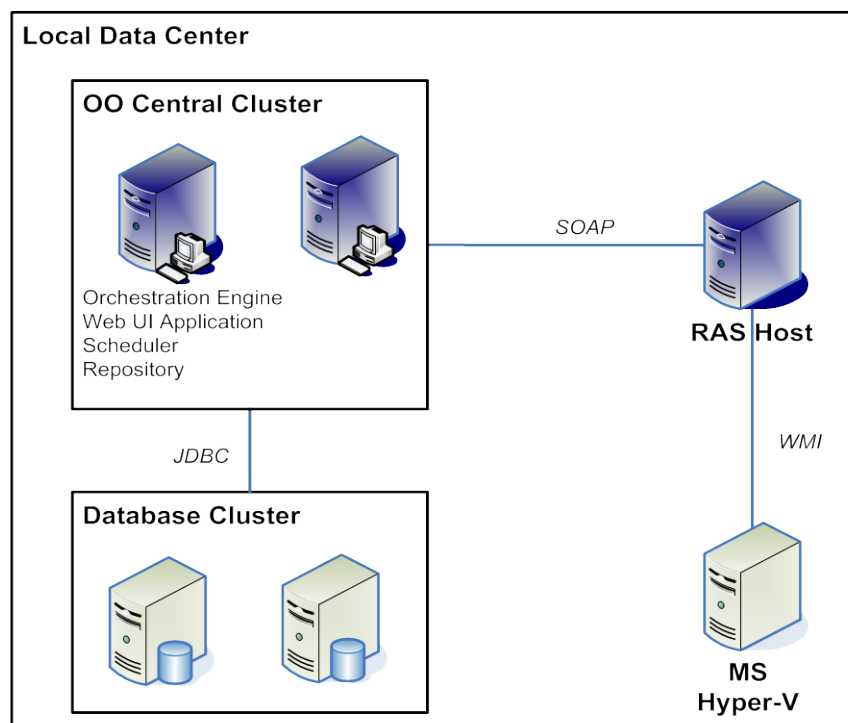 Local Data Center
OO Central Cluster
Orchestration Engine
Web UI Application
Scheduler
Repository
SOAP
RAS Host
JDBC
WMI
Database Cluster
MS
Hyper-V